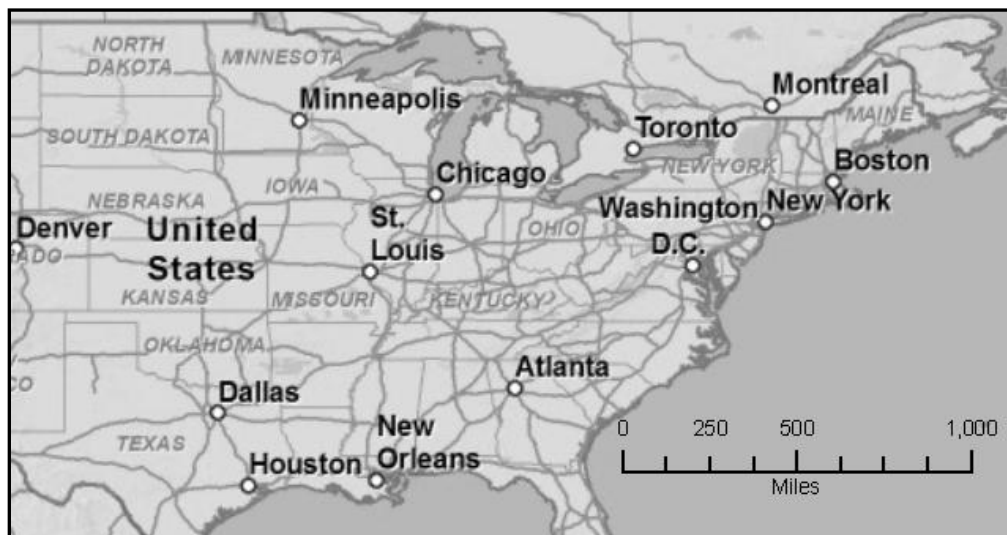 NORTH
DAKOTA
MINNESOTA
Minneapolis
Montreal
MAINE
SOUTH DAKOTA
Toronto
NEW YORK
Boston
Chicago
IOWA
NEBRASKA
St.
Louis
Washington
D.C.
New York
OHIO
Denver
United
States
KANSAS
MISSOURI
KENTUCKY
OKLAHOMA
Atlanta
Dallas
TEXAS
New
Orleans
Houston
0 250 500 1,000
Miles
RADO
CO